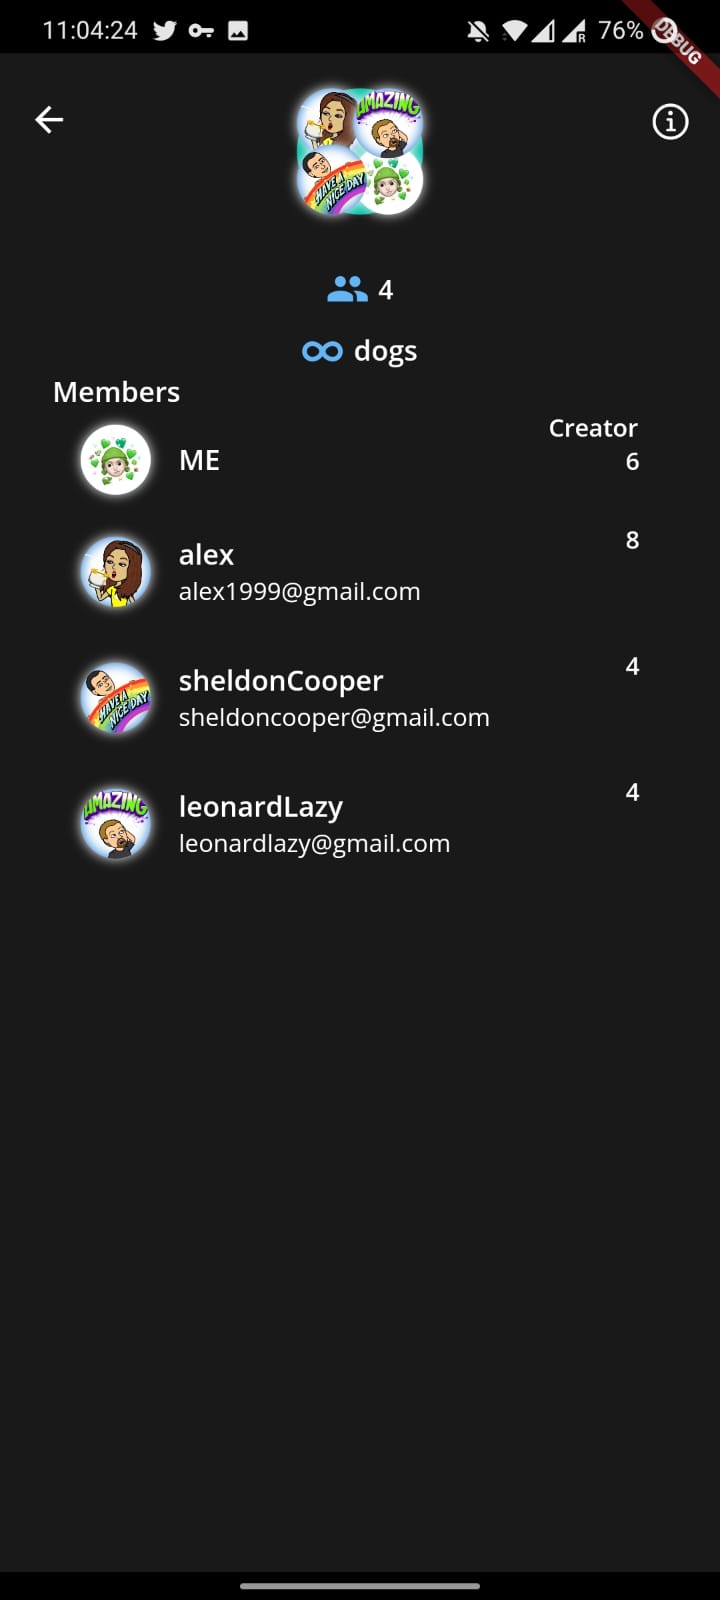 11:04:24 76%
DEBUG
AMAZING
HAVE A
NICE DAY
4
dogs
Members
Creator
ME 6
alex 8
alex1999@gmail.com
HAVE A
NICE DAY
sheldonCooper 4
sheldoncooper@gmail.com
AMAZING
leonardLazy 4
leonardlazy@gmail.com